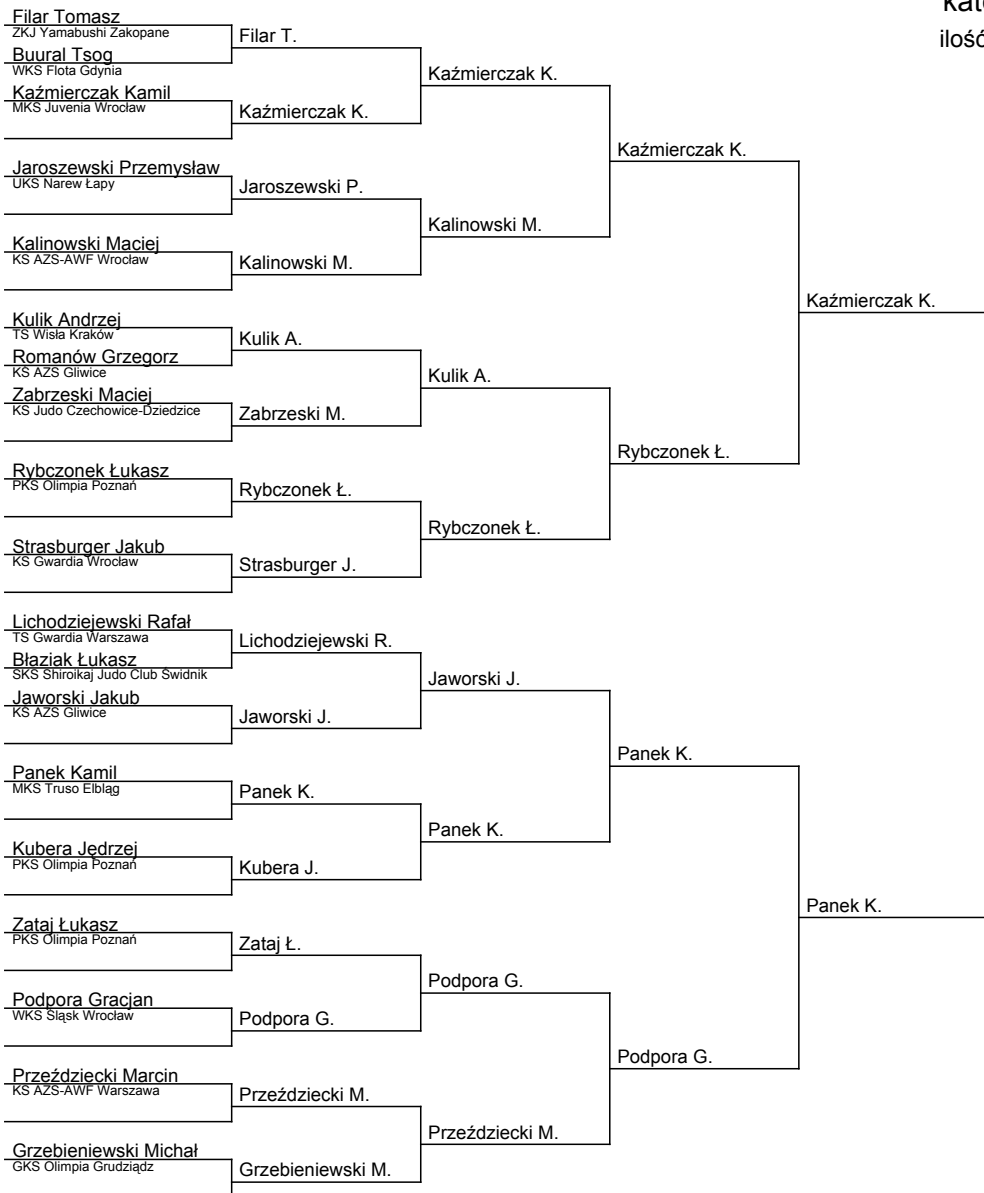 Filar Tomasz
ZKJ Yamabushi Zakopane
Buural Tsog
WKS Flota Gdynia
Kaźmierczak Kamil
MKS Juvenia Wrocław
Jaroszewski Przemysław
UKS Narew Łapy
Kalinowski Maciej
KS AZS-AWF Wrocław
Kulik Andrzej
TS Wisła Kraków
Romanów Grzegorz
KŚ AZS Gliwice
Zabrzeski Maciej
KS Judo Czechowice-Dziedzice
Rybczonek Łukasz
PKS Olimpia Poznań
Strasburger Jakub
KS Gwardia Wrocław
Lichodziejewski Rafał
TS Gwardia Warszawa
Błaziak Łukasz
SKS Shiroikaj Judo Club Świdnik
Jaworski Jakub
KŚ AZS Gliwice
Panek Kamil
MKS Truso Elbląg
Kubera Jędrzej
PKS Olimpia Poznań
Zataj Łukasz
PKS Olimpia Poznań
Podpora Gracjan
WKS Śląsk Wrocław
Przeździecki Marcin
KS AZS-AWF Warszawa
Grzebieniewski Michał
GKS Olimpia Grudziądz
Filar T.
Kaźmierczak K.
Jaroszewski P.
Kalinowski M.
Kulik A.
Zabrzeski M.
Rybczonek Ł.
Strasburger J.
Lichodziejewski R.
Jaworski J.
Panek K.
Kubera J.
Zataj Ł.
Podpora G.
Przeździecki M.
Grzebieniewski M.
Kaźmierczak K.
Kalinowski M.
Kulik A.
Rybczonek Ł.
Jaworski J.
Panek K.
Podpora G.
Przeździecki M.
Kaźmierczak K.
Rybczonek Ł.
Panek K.
Podpora G.
Kaźmierczak K.
Panek K.
ilość